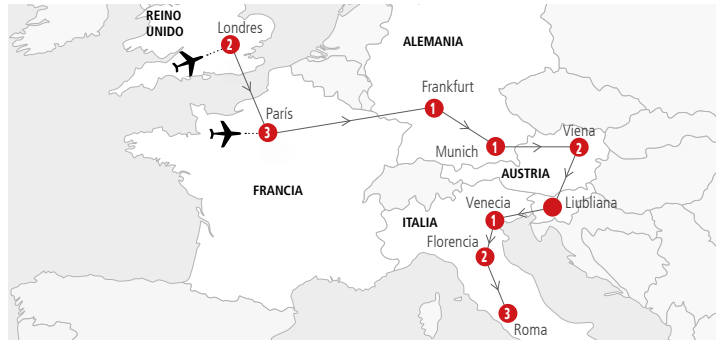 REINO
UNIDO
Londres
2
ALEMANIA
Frankfurt
1
París
3
Munich
1
Viena
2
AUSTRIA
FRANCIA
Liubliana
Venecia
1
ITALIA
Florencia
2
3
Roma